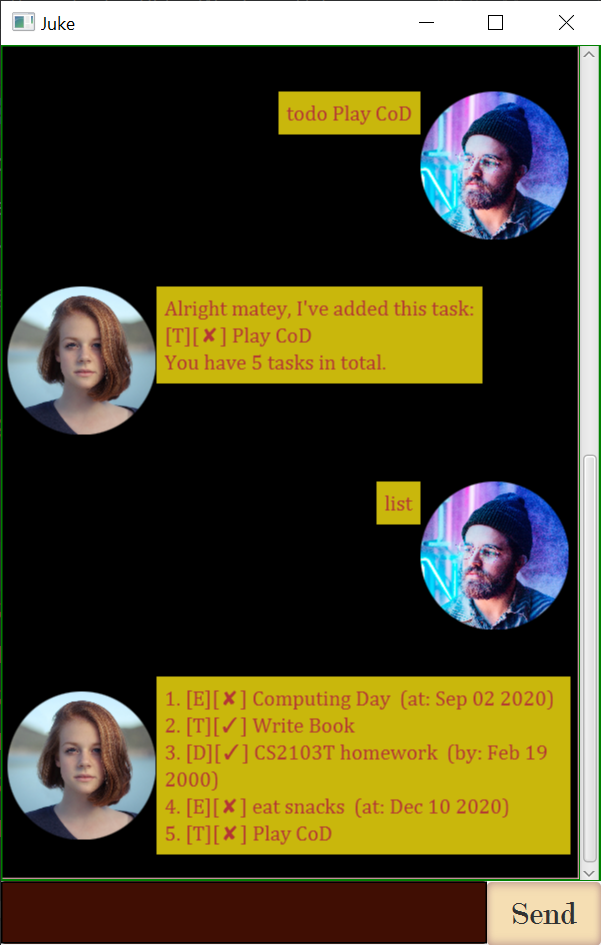 Juke
todo Play CoD
Alright matey, I've added this task:
[T][✘] Play CoD
You have 5 tasks in total.
list
1. [E][✘] Computing Day  (at: Sep 02 2020)
2. [T][✓] Write Book
3. [D][✓] CS2103T homework  (by: Feb 19
2000)
4. [E][✘] eat snacks  (at: Dec 10 2020)
5. [T][✘] Play CoD
Send